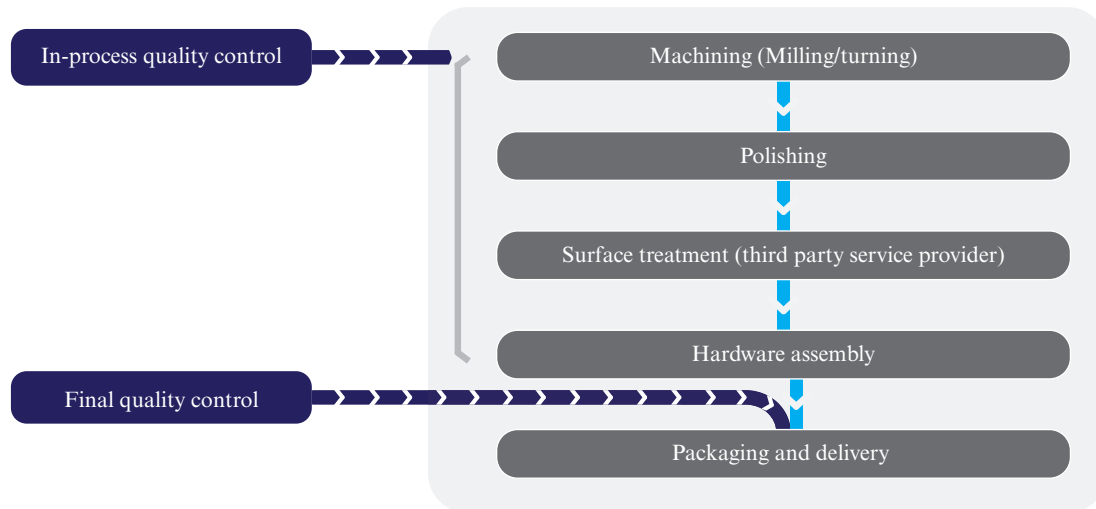 In-process quality control
Machining (Milling/turning)
Polishing
Surface treatment (third party service provider)
Hardware assembly
Final quality control
Packaging and delivery